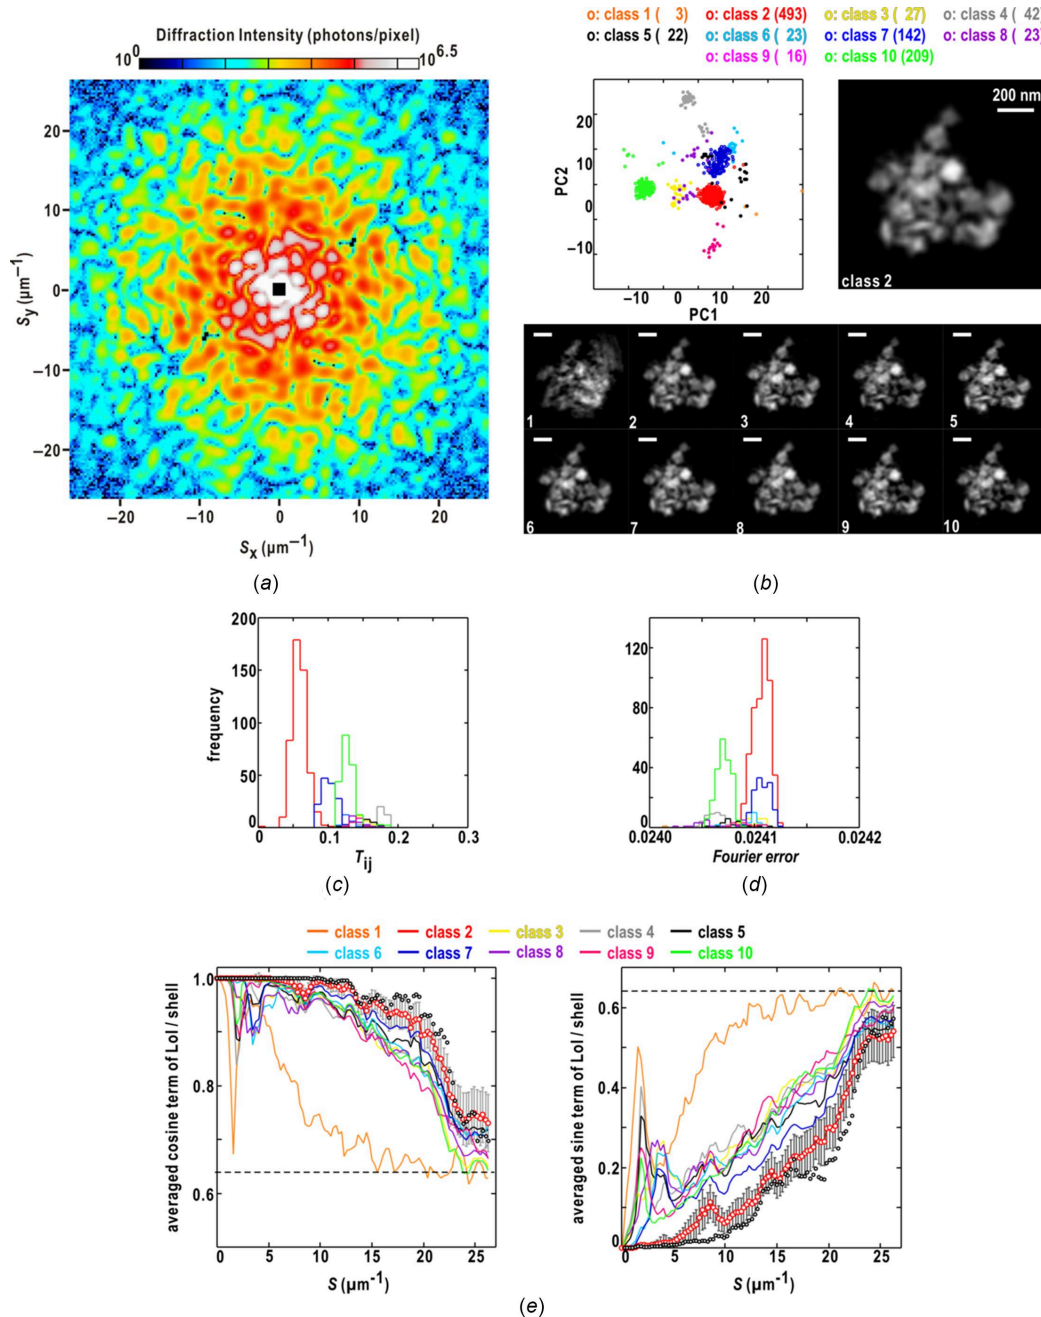 Diffraction Intensity (photons/pixel)
10^0 10^6.5
20
10
0
−10
−20
S_y (µm⁻¹)
−20 −10 0 10 20
S_x (µm⁻¹)
(a)
o: class 1 ( 3) o: class 2 (493) o: class 3 ( 27) o: class 4 ( 42)
o: class 5 ( 22) o: class 6 ( 23) o: class 7 (142) o: class 8 ( 23)
o: class 9 ( 16) o: class 10 (209)
20
10
0
−10
PC2
−10 0 10 20
PC1
200 nm
class 2
1 2 3 4 5
6 7 8 9 10
(b)
200
150
100
50
0
frequency
0 0.1 0.2 0.3
T_ij
(c)
120
80
40
0
0.0240 0.0241 0.0242
Fourier error
(d)
class 1 class 2 class 3 class 4 class 5
class 6 class 7 class 8 class 9 class 10
1.0
0.8
0.6
averaged cosine term of LoI / shell
0 5 10 15 20 25
S (µm⁻¹)
0.6
0.4
0.2
0
averaged sine term of LoI / shell
0 5 10 15 20 25
S (µm⁻¹)
(e)